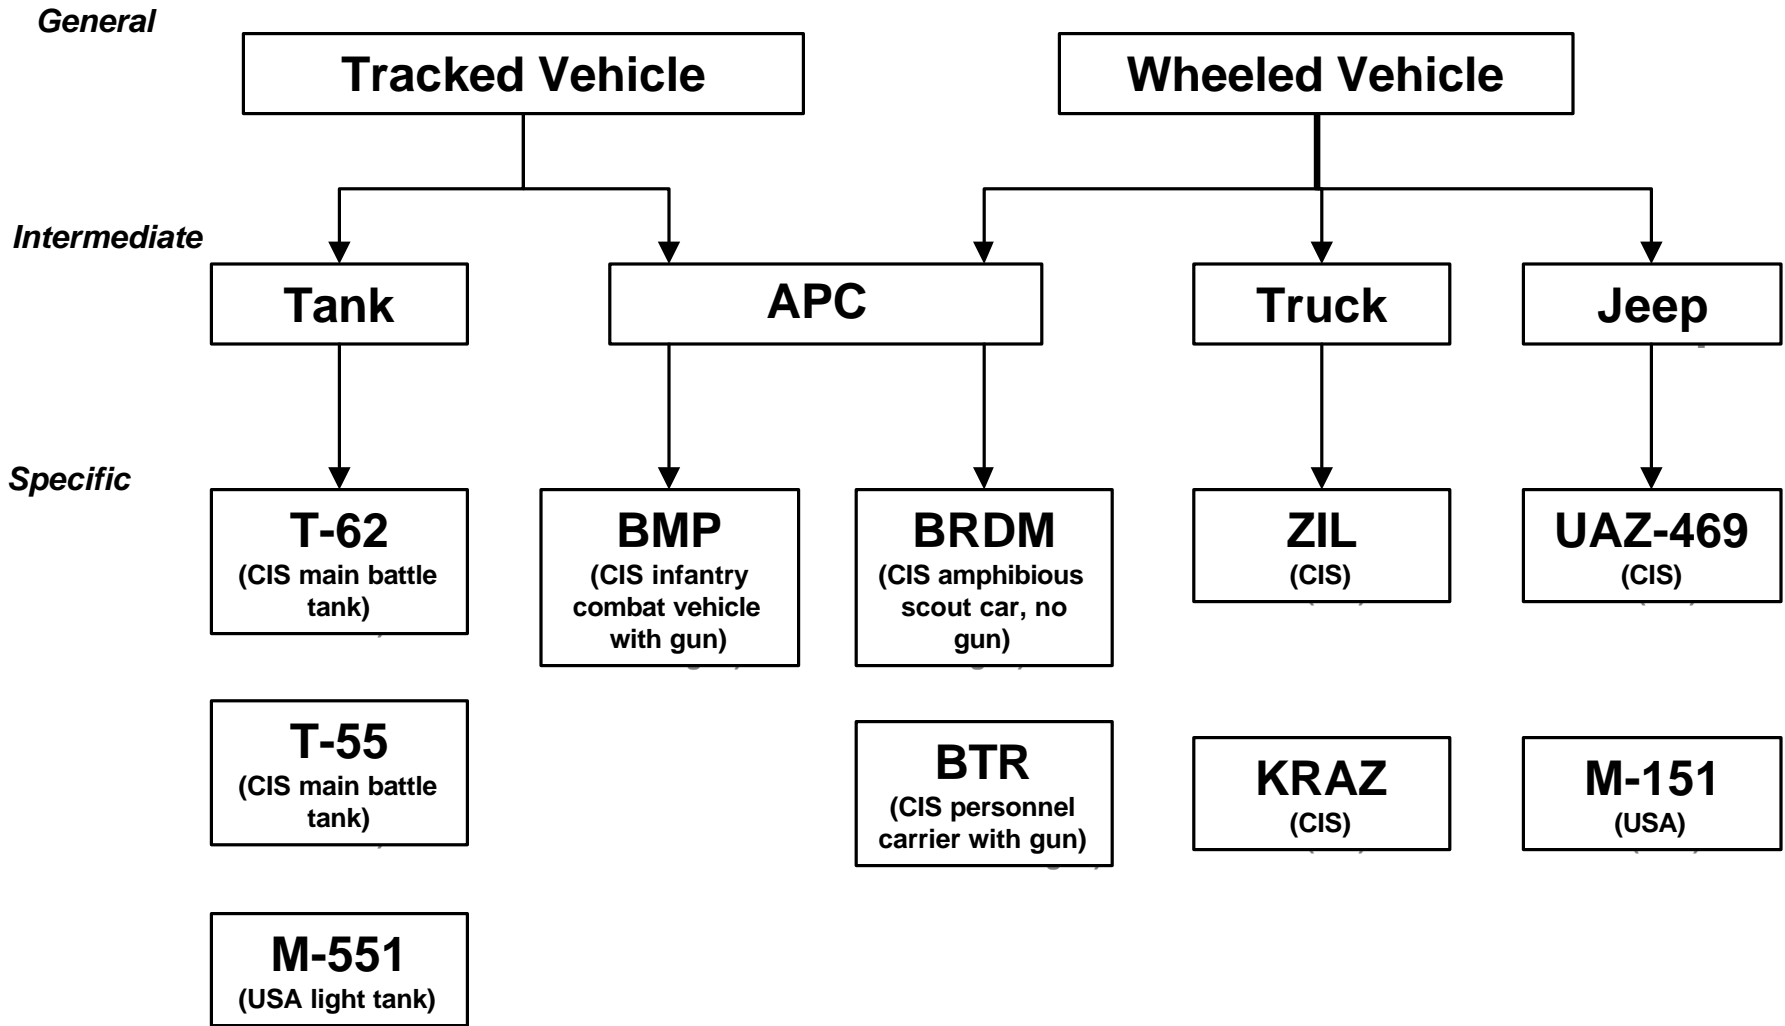 General
Tracked Vehicle
Wheeled Vehicle
Intermediate
Tank
APC
Truck
Jeep
Specific
T-62
(CIS main battle
tank)
BMP
(CIS infantry
combat vehicle
with gun)
BRDM
(CIS amphibious
scout car, no
gun)
ZIL
(CIS)
UAZ-469
(CIS)
T-55
(CIS main battle
tank)
BTR
(CIS personnel
carrier with gun)
KRAZ
(CIS)
M-151
(USA)
M-551
(USA light tank)